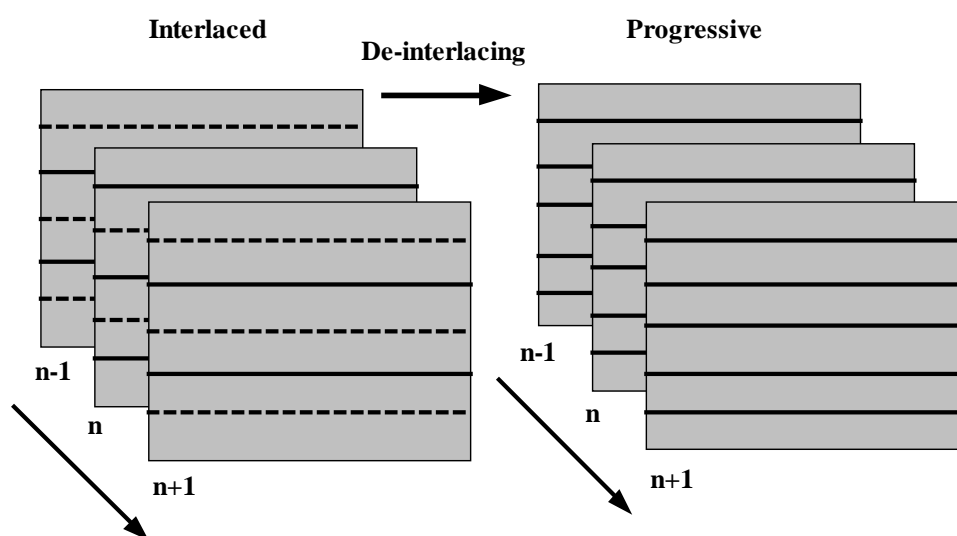 Interlaced
Progressive
De-interlacing
n-1
n
n+1
n-1
n
n+1